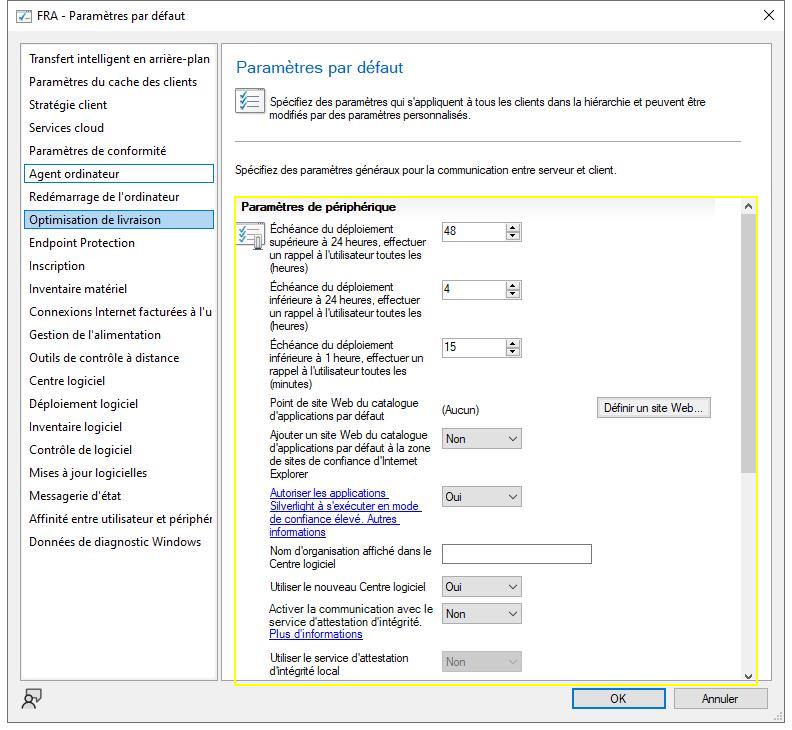 FRA - Paramètres par défaut
Transfert intelligent en arrière-plan
Paramètres du cache des clients
Stratégie client
Services cloud
Paramètres de conformité
Agent ordinateur
Redémarrage de l'ordinateur
Optimisation de livraison
Endpoint Protection
Inscription
Inventaire matériel
Connexions Internet facturées à l'u
Gestion de l'alimentation
Outils de contrôle à distance
Centre logiciel
Déploiement logiciel
Inventaire logiciel
Contrôle de logiciel
Mises à jour logicielles
Messagerie d'état
Affinité entre utilisateur et périphér
Données de diagnostic Windows
Paramètres par défaut
Spécifiez des paramètres qui s'appliquent à tous les clients dans la hiérarchie et peuvent être
modifiés par des paramètres personnalisés.
Spécifiez des paramètres généraux pour la communication entre serveur et client.
Paramètres de périphérique
Échéance du déploiement
supérieure à 24 heures, effectuer
un rappel à l'utilisateur toutes les
(heures)
48
Échéance du déploiement
inférieure à 24 heures, effectuer
un rappel à l'utilisateur toutes les
(heures)
4
Échéance du déploiement
inférieure à 1 heure, effectuer un
rappel à l'utilisateur toutes les
(minutes)
15
Point de site Web du catalogue
d'applications par défaut
(Aucun)
Définir un site Web...
Ajouter un site Web du catalogue
d'applications par défaut à la zone
de sites de confiance d'Internet
Explorer
Non
Autoriser les applications
Silverlight à s'exécuter en mode
de confiance élevé. Autres
informations
Oui
Nom d'organisation affiché dans le
Centre logiciel
Utiliser le nouveau Centre logiciel
Oui
Activer la communication avec le
service d'attestation d'intégrité.
Plus d'informations
Non
Utiliser le service d'attestation
d'intégrité local
Non
OK
Annuler